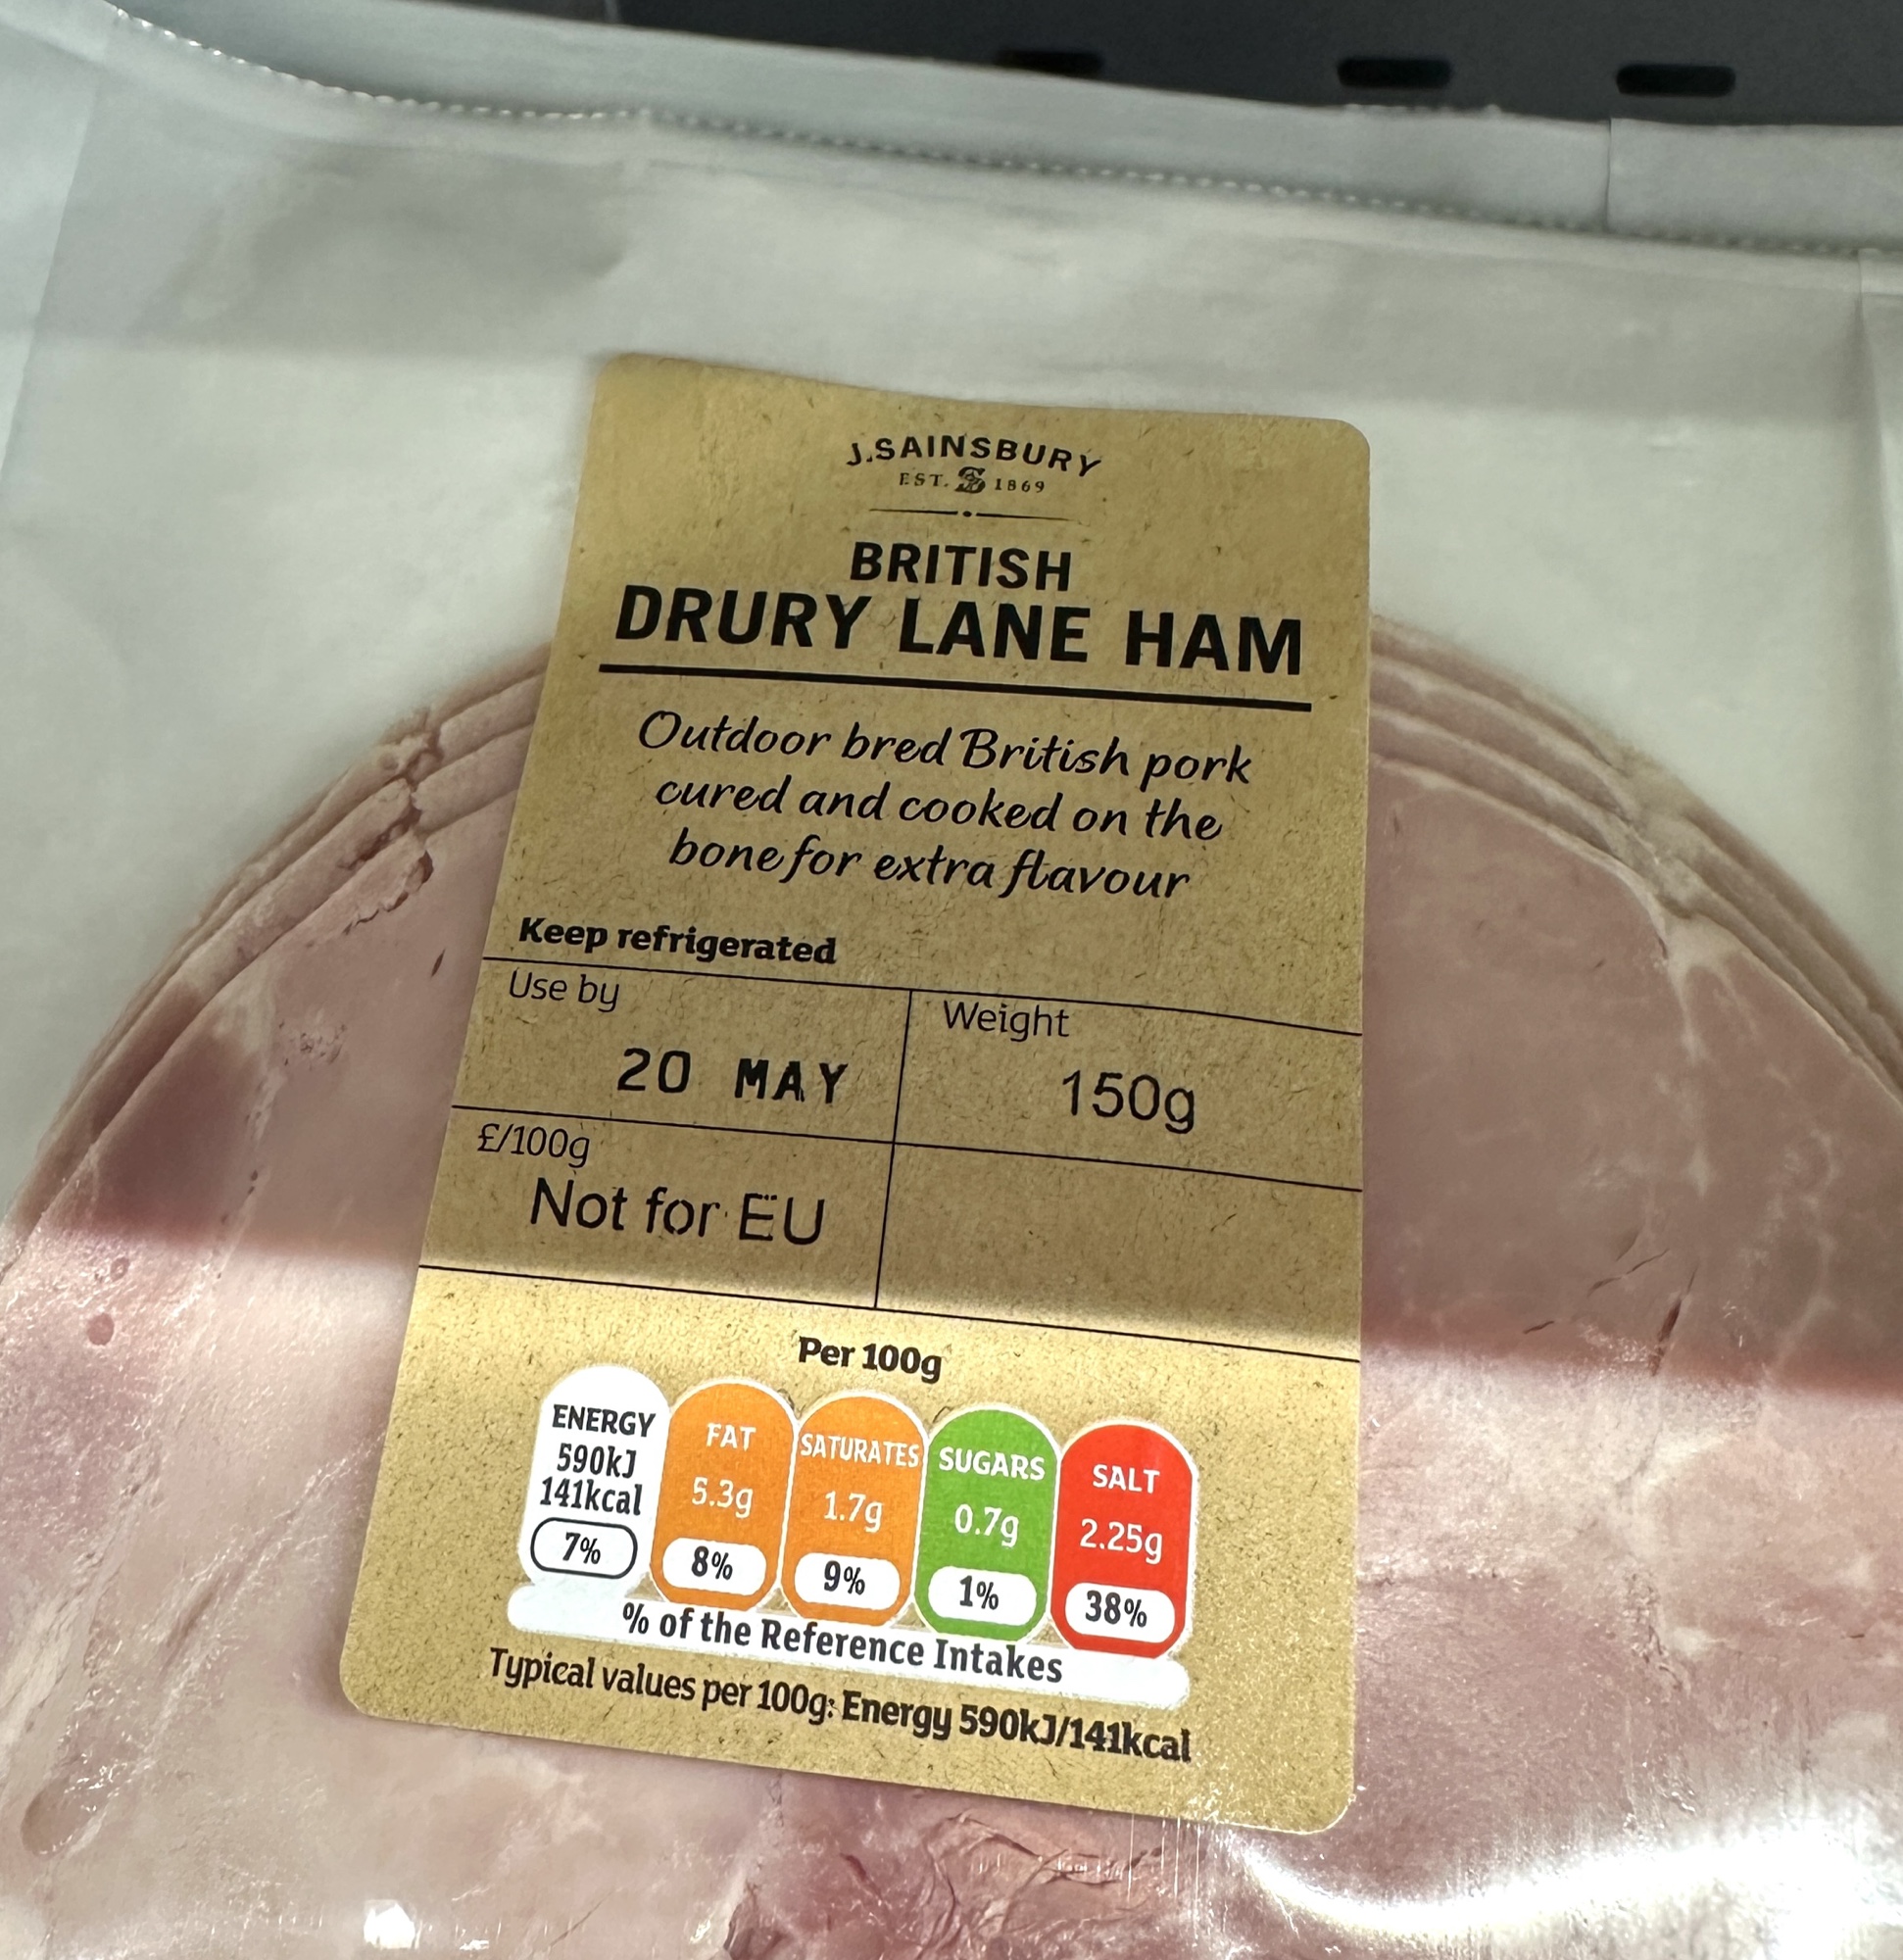 J.SAINSBURY
EST. S 1869
BRITISH
DRURY LANE HAM
Outdoor bred British pork
cured and cooked on the
bone for extra flavour
Keep refrigerated
Use by
20 MAY
Weight
150g
£/100g
Not for EU
Per 100g
ENERGY
590kJ
141kcal
7%
FAT
5.3g
8%
SATURATES
1.7g
9%
SUGARS
0.7g
1%
SALT
2.25g
38%
% of the Reference Intakes
Typical values per 100g: Energy 590kJ/141kcal